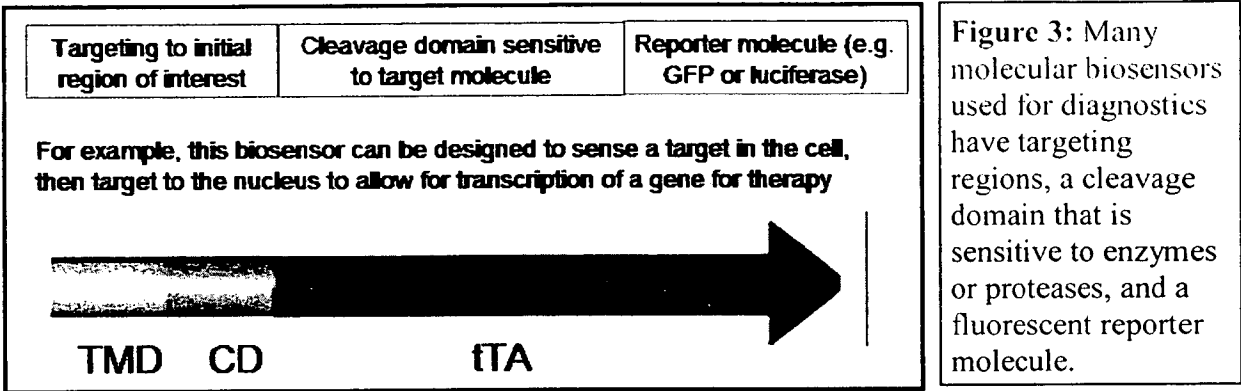 Targeting to initial
region of interest
Cleavage domain sensitive
to target molecule
Reporter molecule (e.g.
GFP or luciferase)
For example, this biosensor can be designed to sense a target in the cell,
then target to the nucleus to allow for transcription of a gene for therapy
TMD CD tTA
Figure 3: Many
molecular biosensors
used for diagnostics
have targeting
regions, a cleavage
domain that is
sensitive to enzymes
or proteases, and a
fluorescent reporter
molecule.